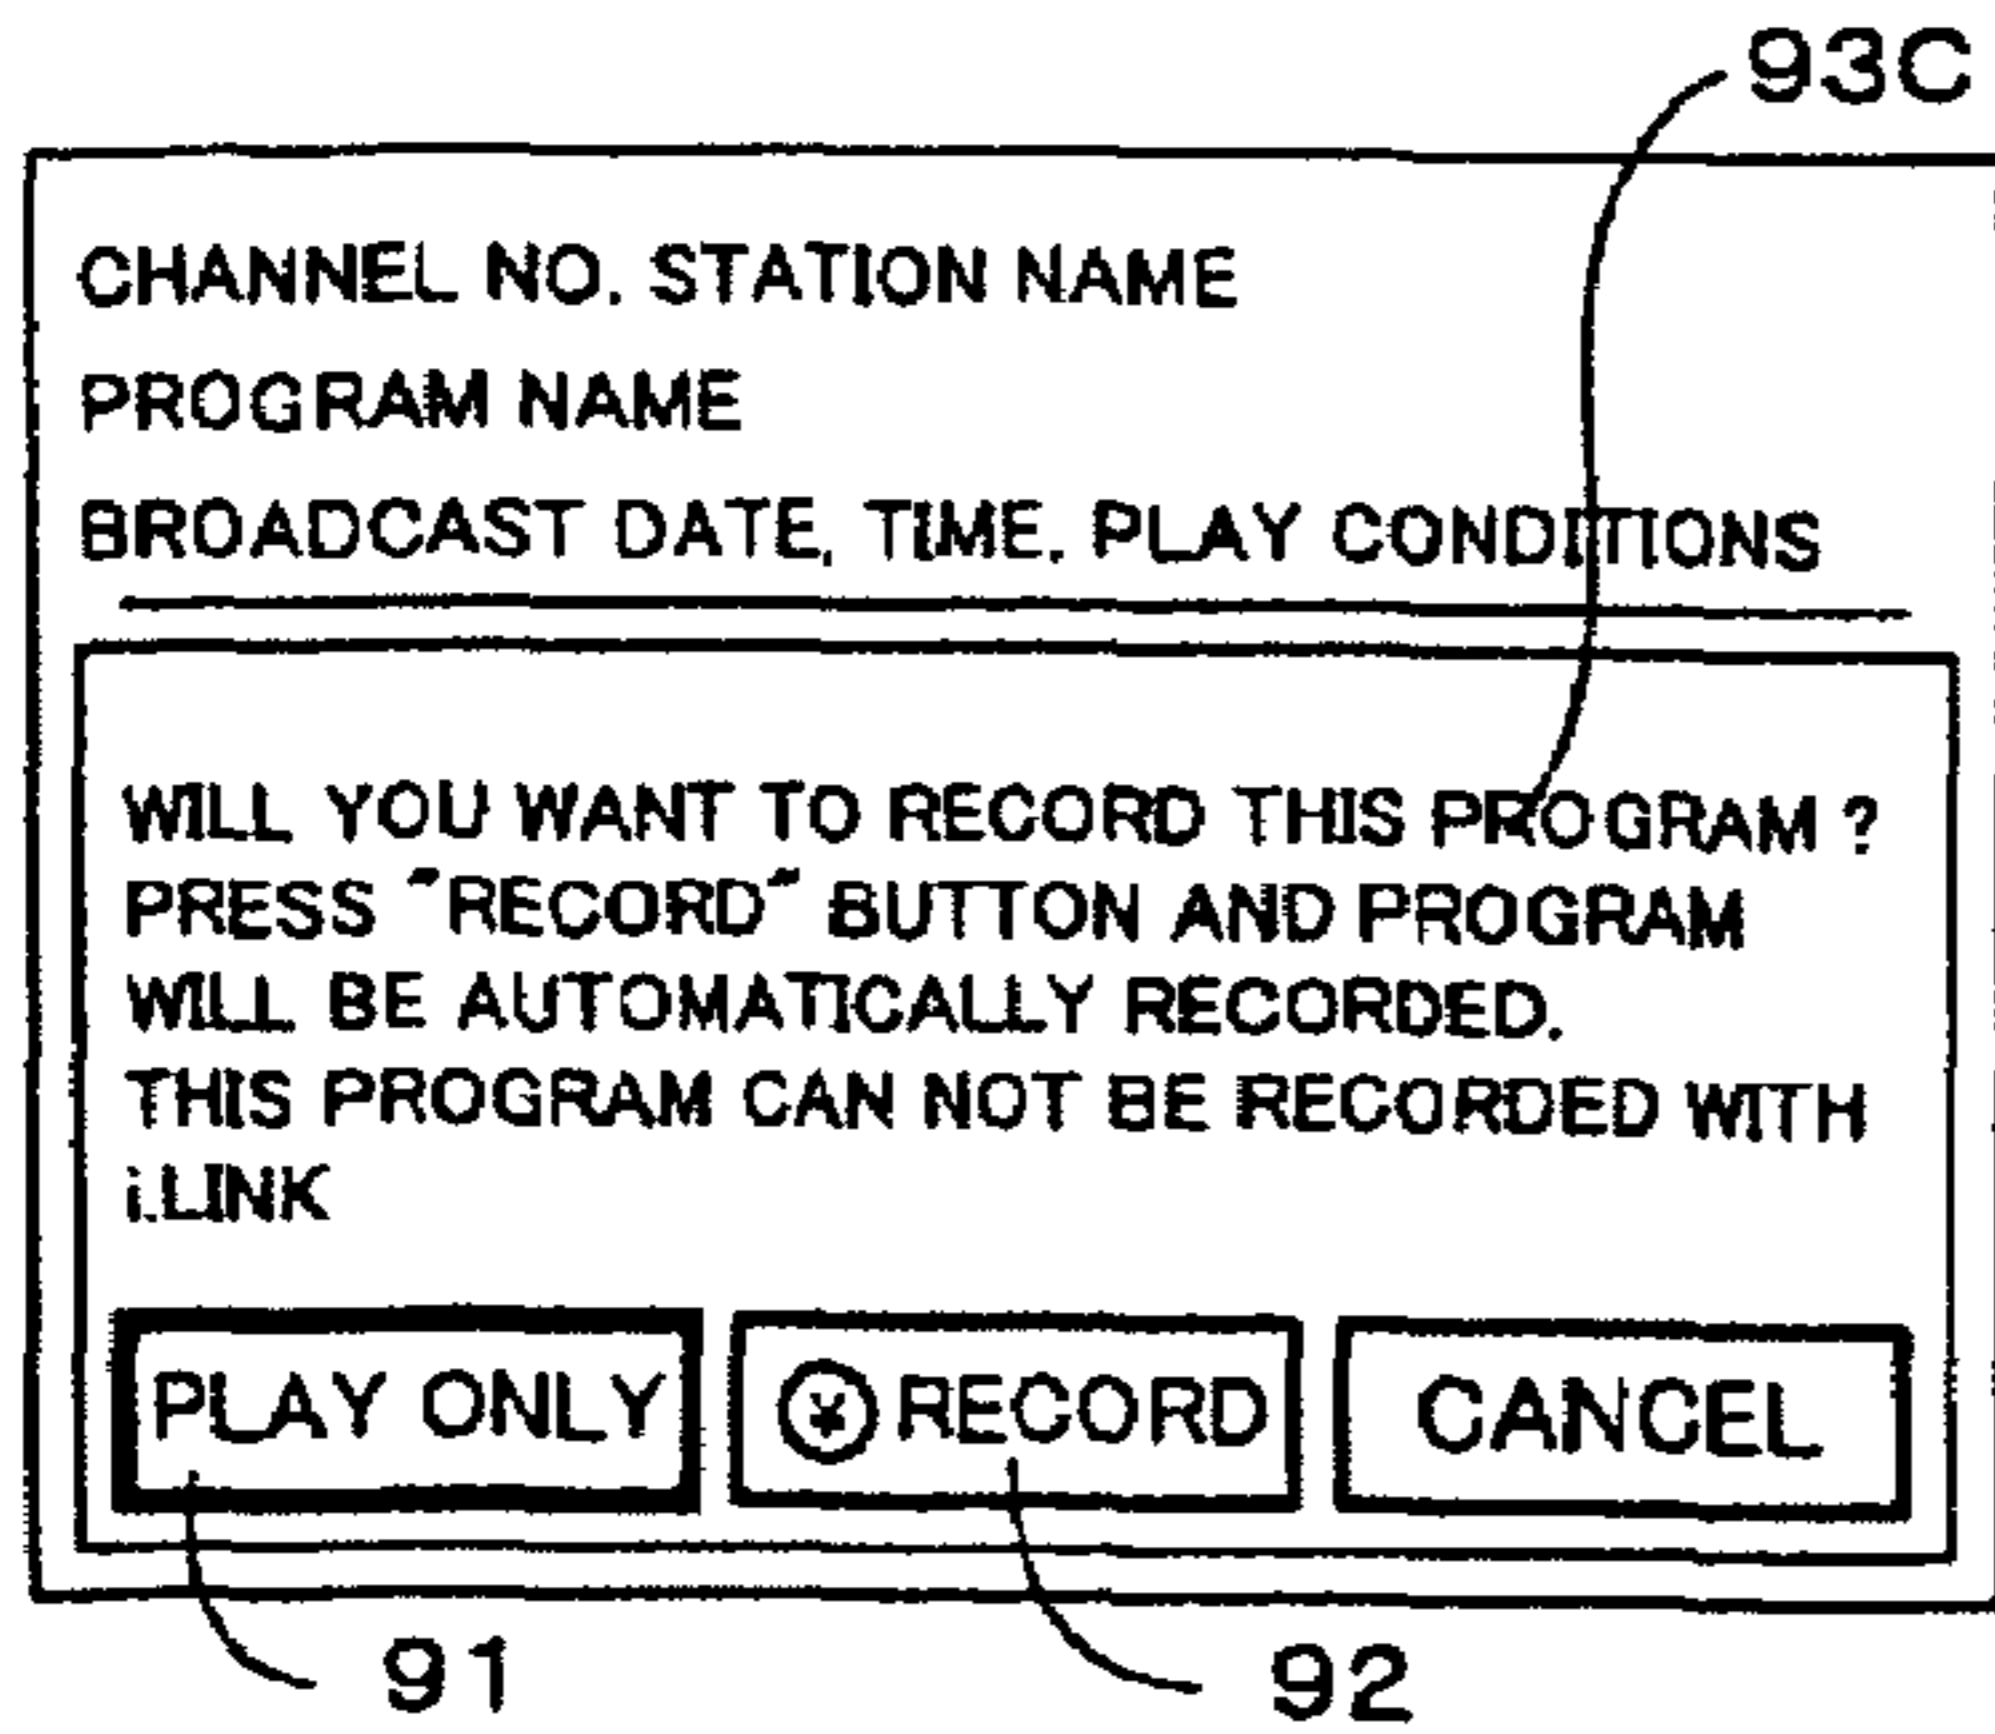 93C
CHANNEL NO. STATION NAME
PROGRAM NAME
BROADCAST DATE, TIME, PLAY CONDITIONS
WILL YOU WANT TO RECORD THIS PROGRAM ?
PRESS "RECORD" BUTTON AND PROGRAM
WILL BE AUTOMATICALLY RECORDED.
THIS PROGRAM CAN NOT BE RECORDED WITH
i.LINK
PLAY ONLY ¥ RECORD CANCEL
91 92